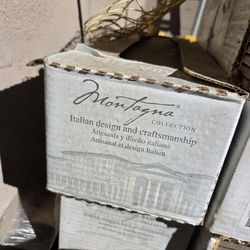 Montagna®
COLLECTION
Italian design and craftsmanship
Artesanía y diseño italiano
Artisanat et design Italien